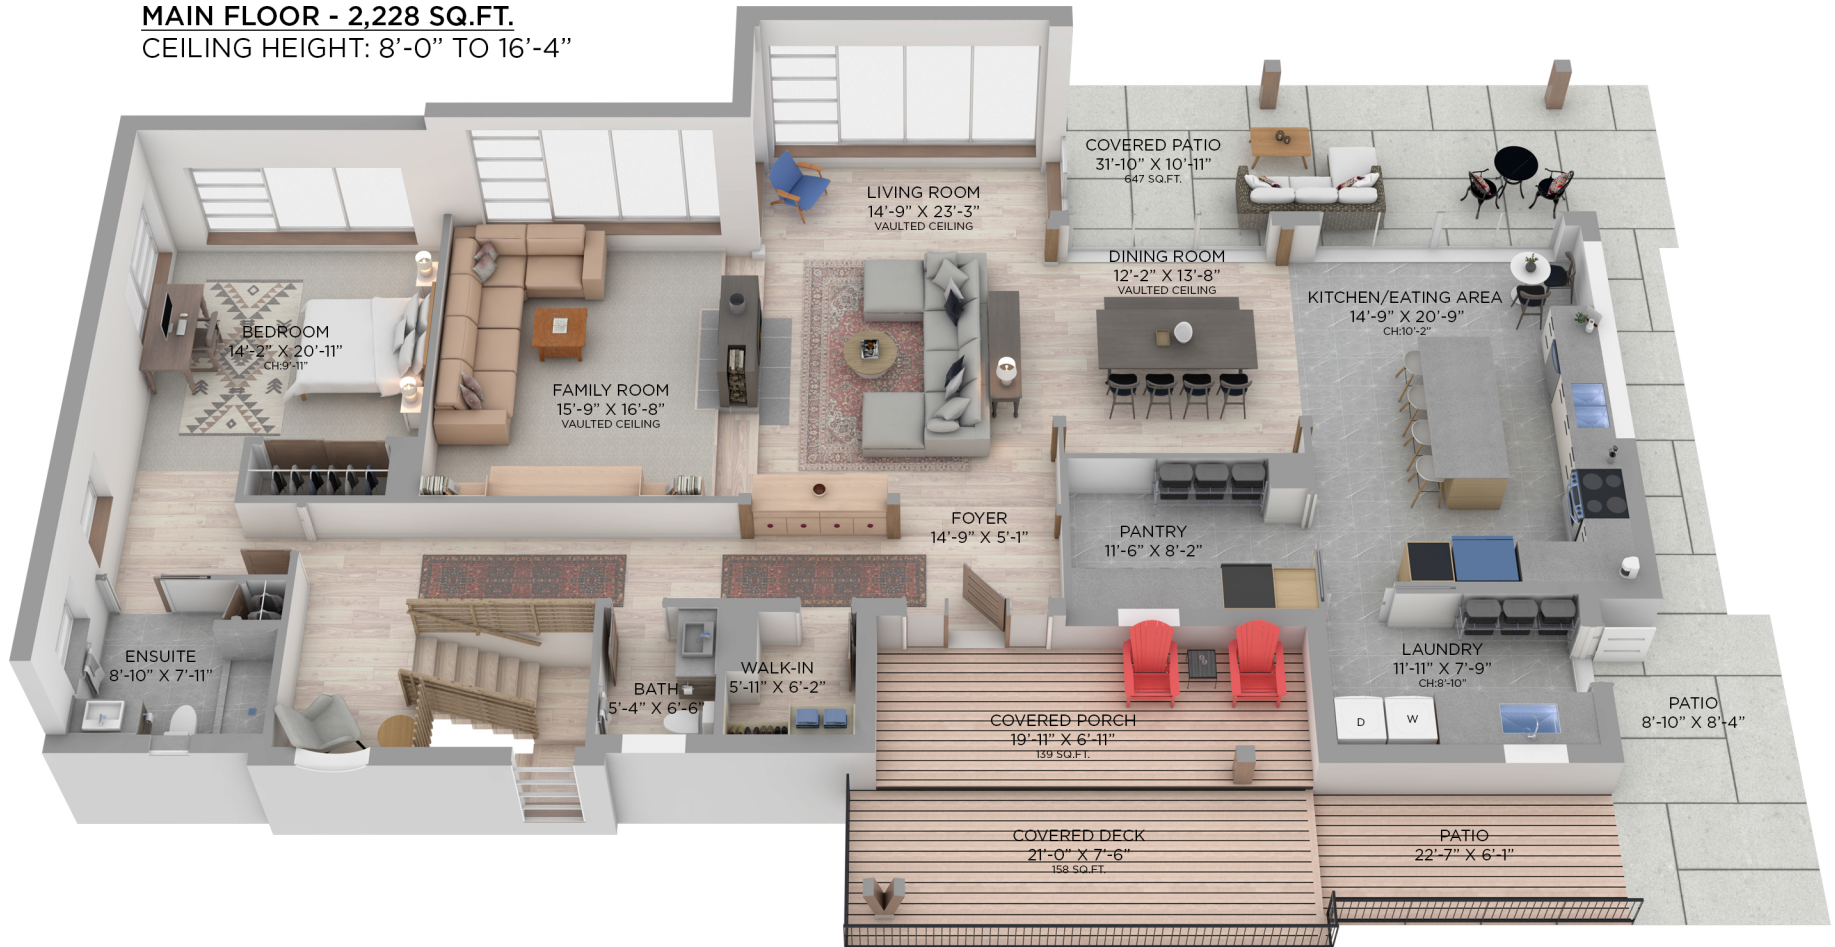 MAIN FLOOR - 2,228 SQ.FT.
CEILING HEIGHT: 8'-0" TO 16'-4"
COVERED PATIO
31'-10" X 10'-11"
647 SQ.FT.
LIVING ROOM
14'-9" X 23'-3"
VAULTED CEILING
DINING ROOM
12'-2" X 13'-8"
VAULTED CEILING
KITCHEN/EATING AREA
14'-9" X 20'-9"
CH:10'-2"
BEDROOM
14'-2" X 20'-11"
CH:9'-11"
FAMILY ROOM
15'-9" X 16'-8"
VAULTED CEILING
FOYER
14'-9" X 5'-1"
PANTRY
11'-6" X 8'-2"
ENSUITE
8'-10" X 7'-11"
BATH
5'-4" X 6'-6"
WALK-IN
5'-11" X 6'-2"
LAUNDRY
11'-11" X 7'-9"
CH:8'-10"
D
W
PATIO
8'-10" X 8'-4"
COVERED PORCH
19'-11" X 6'-11"
139 SQ.FT.
COVERED DECK
21'-0" X 7'-6"
158 SQ.FT.
PATIO
22'-7" X 6'-1"